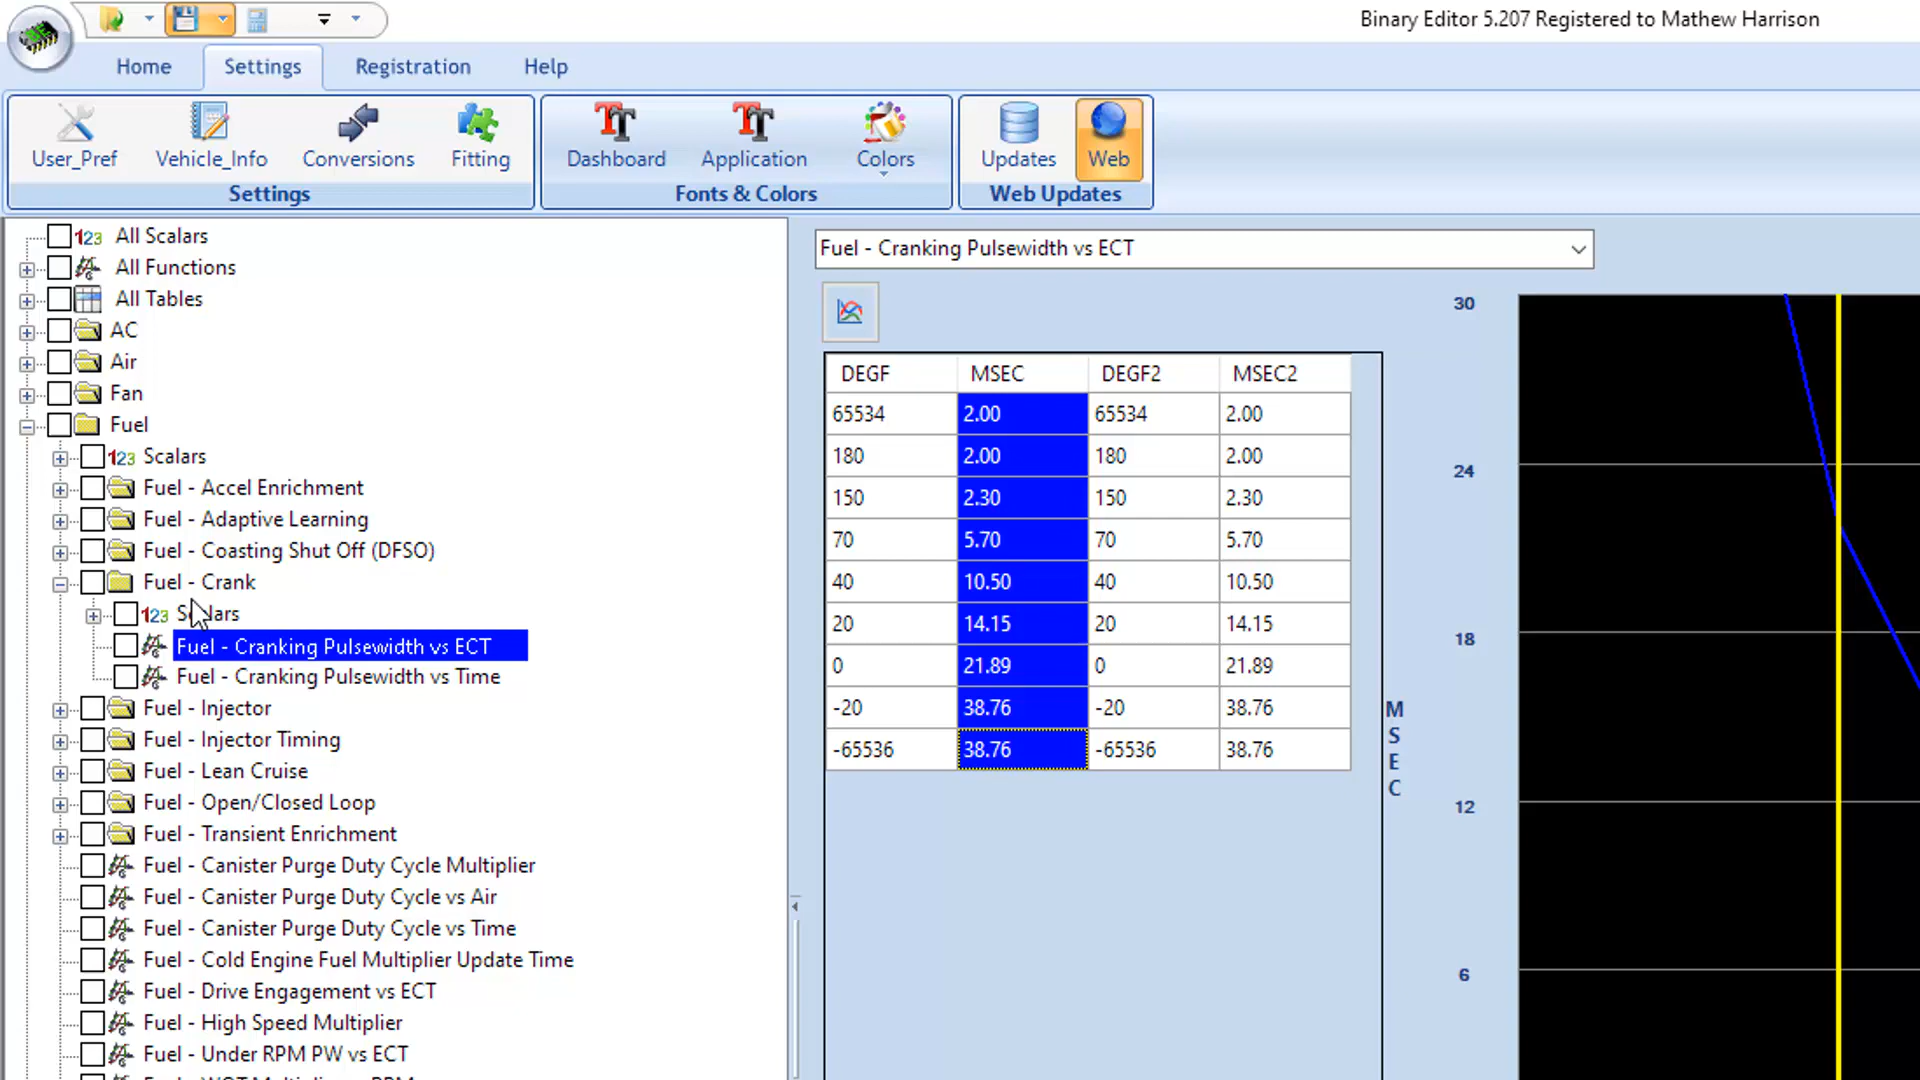 Binary Editor 5.207 Registered to Mathew Harrison
Home Settings Registration Help
User_Pref Vehicle_Info Conversions Fitting Dashboard Application Colors Updates Web
Settings Fonts & Colors Web Updates
123 All Scalars
All Functions
All Tables
AC
Air
Fan
Fuel
123 Scalars
Fuel - Accel Enrichment
Fuel - Adaptive Learning
Fuel - Coasting Shut Off (DFSO)
Fuel - Crank
123 Scalars
Fuel - Cranking Pulsewidth vs ECT
Fuel - Cranking Pulsewidth vs Time
Fuel - Injector
Fuel - Injector Timing
Fuel - Lean Cruise
Fuel - Open/Closed Loop
Fuel - Transient Enrichment
Fuel - Canister Purge Duty Cycle Multiplier
Fuel - Canister Purge Duty Cycle vs Air
Fuel - Canister Purge Duty Cycle vs Time
Fuel - Cold Engine Fuel Multiplier Update Time
Fuel - Drive Engagement vs ECT
Fuel - High Speed Multiplier
Fuel - Under RPM PW vs ECT
Fuel - Cranking Pulsewidth vs ECT
DEGF MSEC DEGF2 MSEC2
65534 2.00 65534 2.00
180 2.00 180 2.00
150 2.30 150 2.30
70 5.70 70 5.70
40 10.50 40 10.50
20 14.15 20 14.15
0 21.89 0 21.89
-20 38.76 -20 38.76
-65536 38.76 -65536 38.76
MSEC
30
24
18
12
6